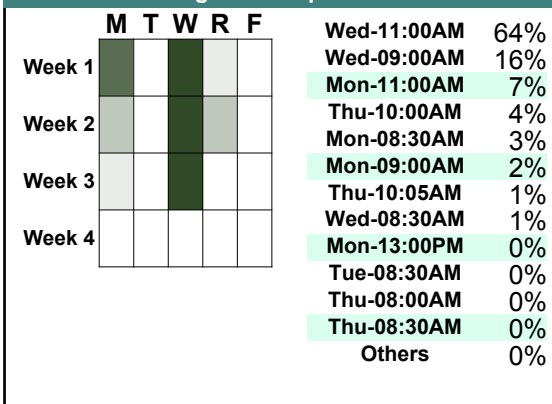 M T W R F
Week 1
Week 2
Week 3
Week 4
Wed-11:00AM 64%
Wed-09:00AM 16%
Mon-11:00AM 7%
Thu-10:00AM 4%
Mon-08:30AM 3%
Mon-09:00AM 2%
Thu-10:05AM 1%
Wed-08:30AM 1%
Mon-13:00PM 0%
Tue-08:30AM 0%
Thu-08:00AM 0%
Thu-08:30AM 0%
Others 0%